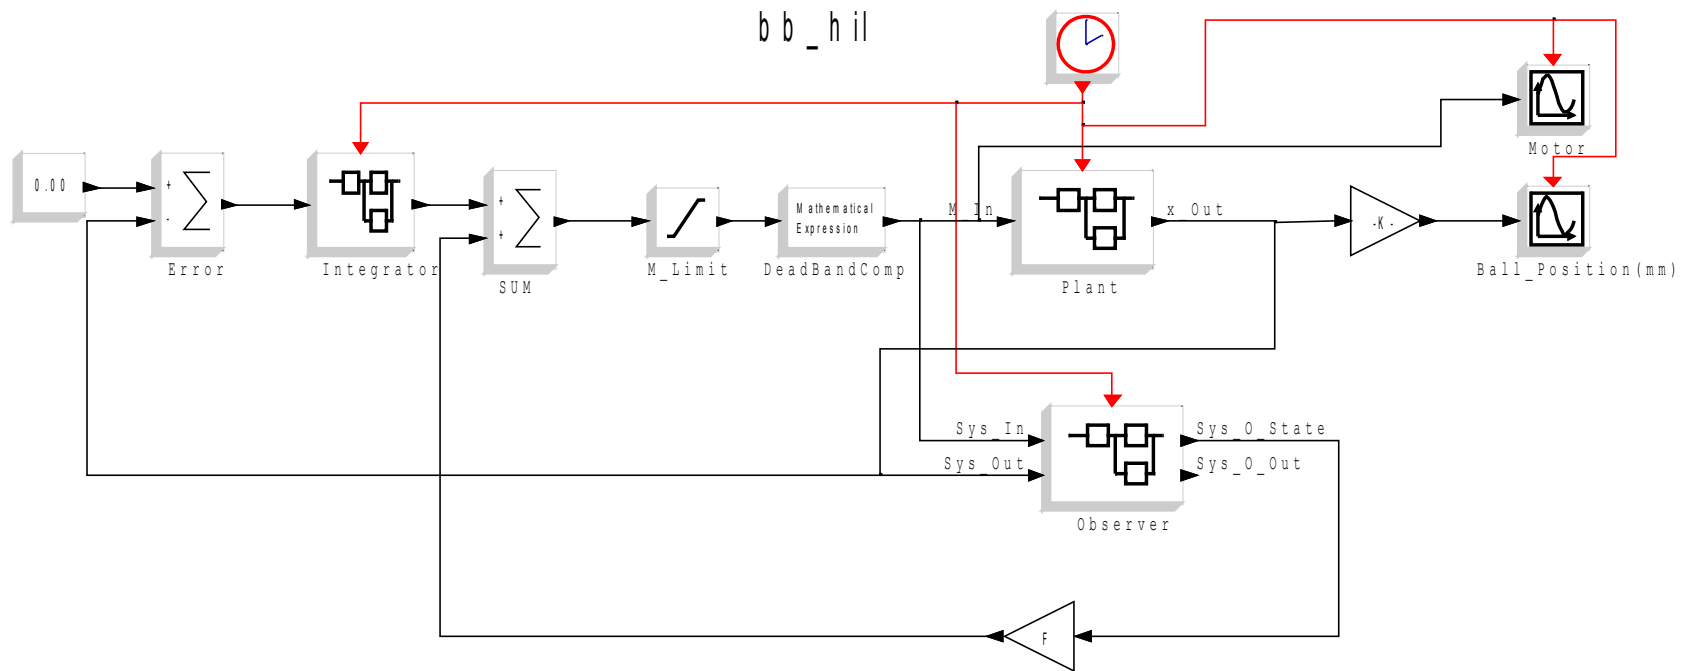 bb_hil
0.00
+
-
Error
Integrator
+
+
SUM
M_Limit
Mathematical
Expression
DeadBandComp
M_In
x_Out
Plant
-K-
Motor
Ball_Position(mm)
Sys_In
Sys_Out
Sys_O_State
Sys_O_Out
Observer
F